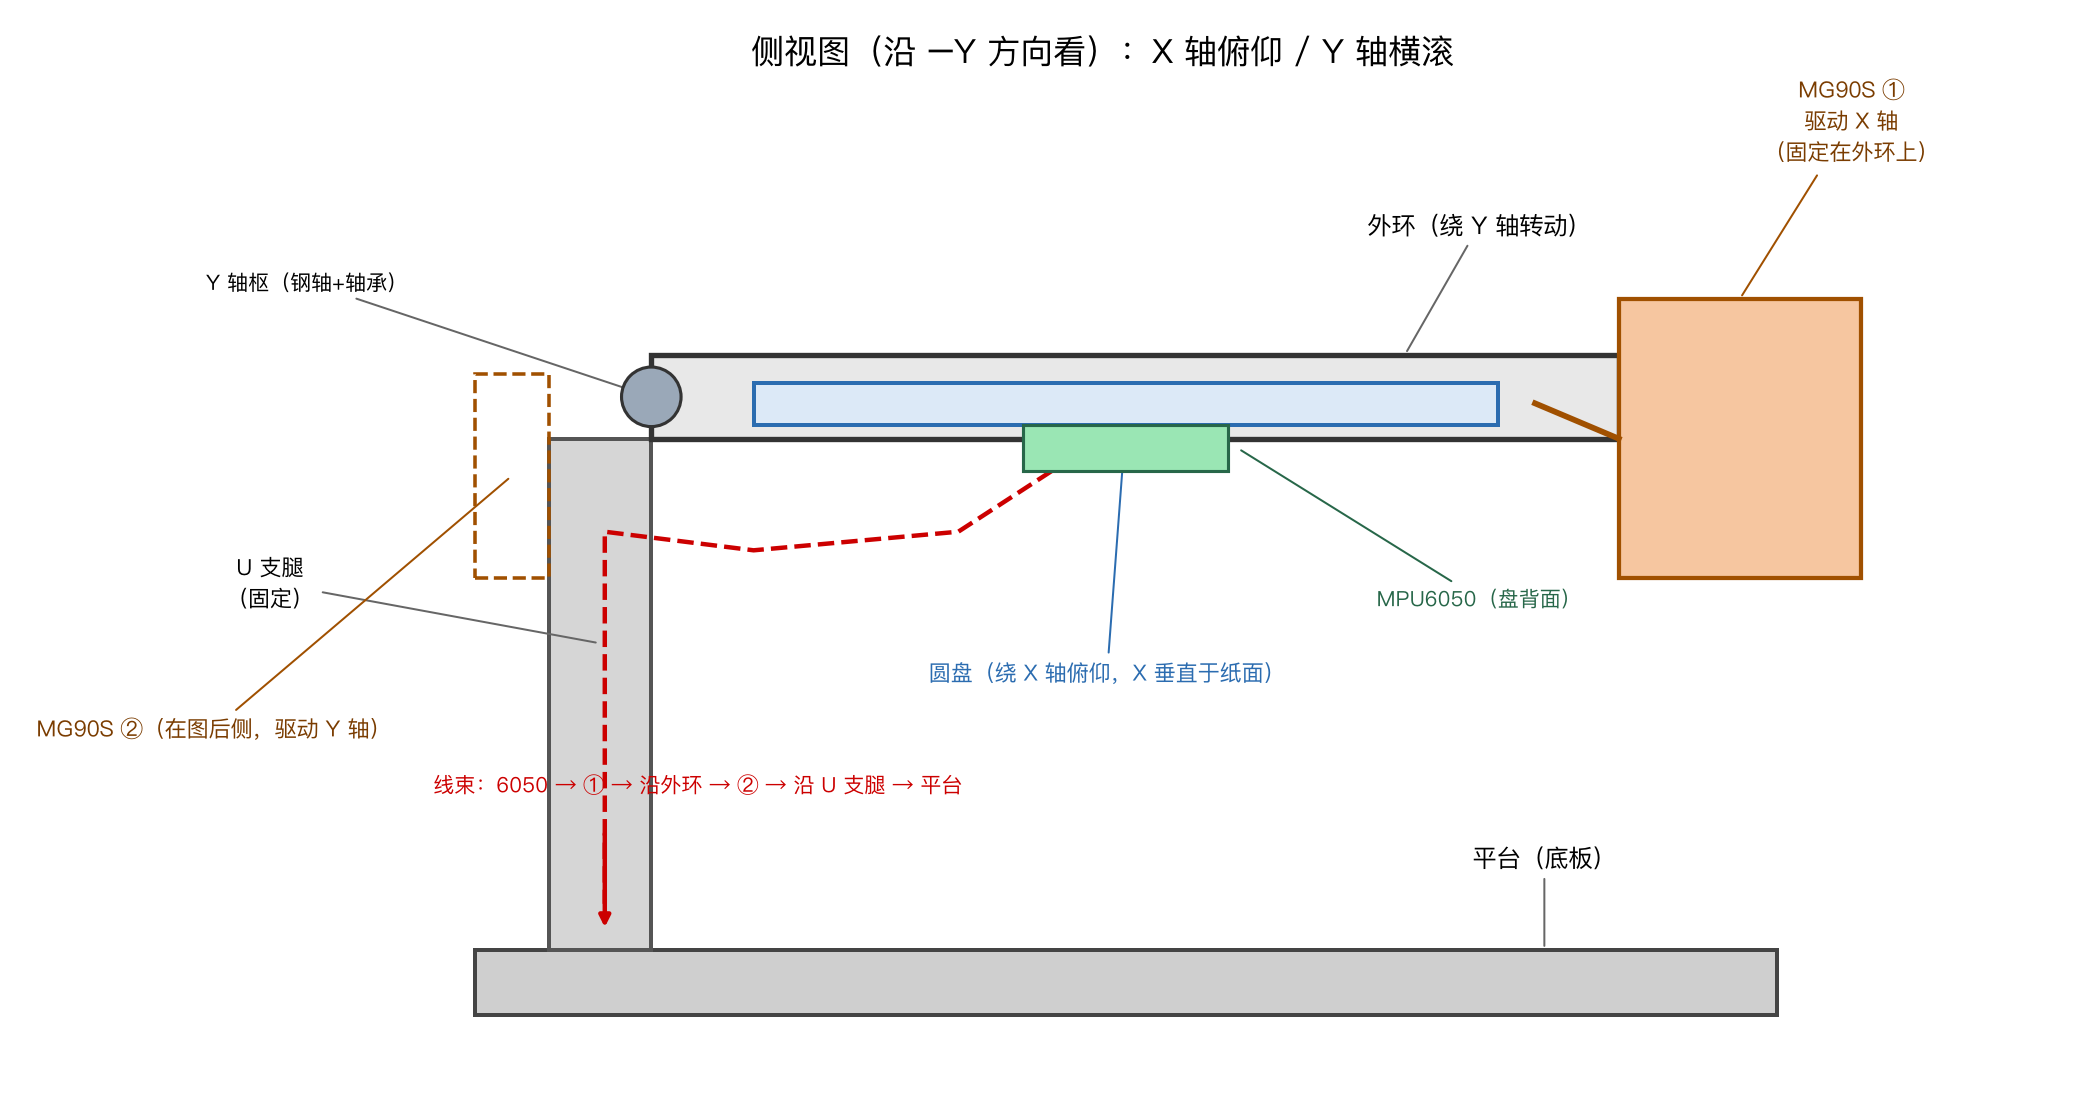 侧视图（沿 −Y 方向看）：X 轴俯仰 / Y 轴横滚
MG90S ①
驱动 X 轴
（固定在外环上）
外环（绕 Y 轴转动）
Y 轴枢（钢轴+轴承）
U 支腿
（固定）
MPU6050（盘背面）
圆盘（绕 X 轴俯仰，X 垂直于纸面）
MG90S ②（在图后侧，驱动 Y 轴）
线束：6050 → ① → 沿外环 → ② → 沿 U 支腿 → 平台
平台（底板）